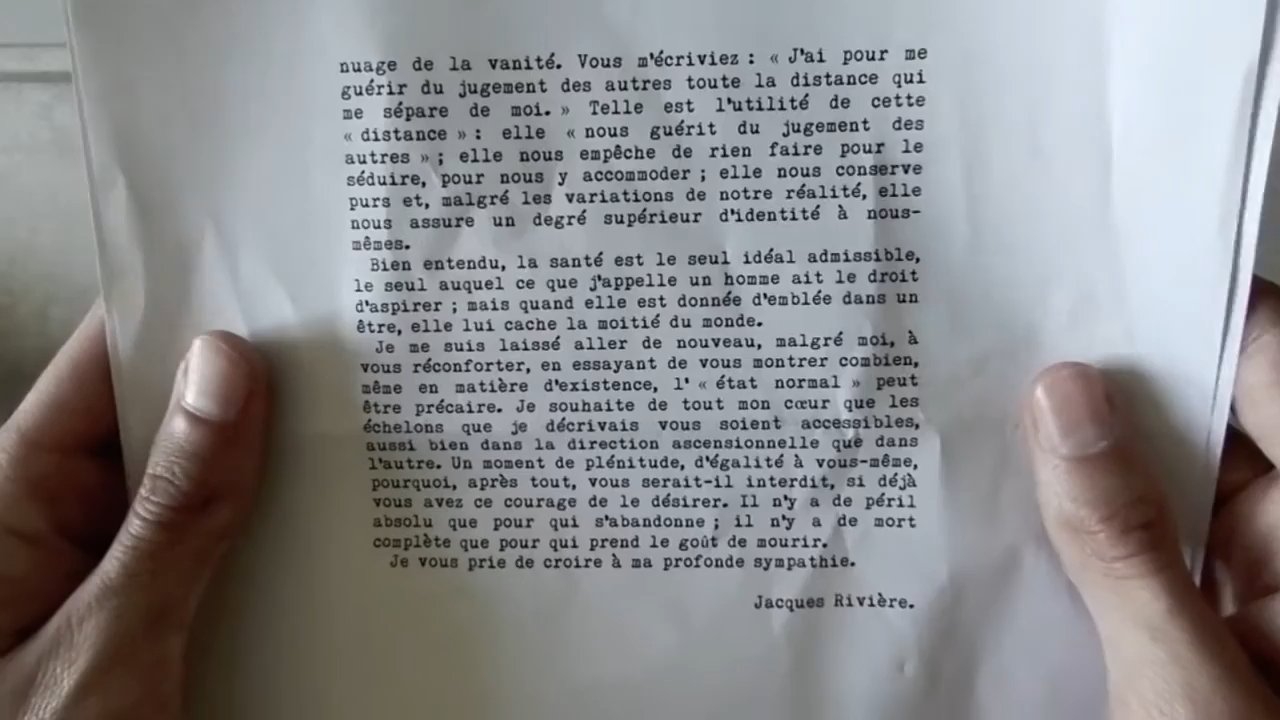 nuage de la vanité. Vous m'écriviez : « J'ai pour me
guérir du jugement des autres toute la distance qui
me sépare de moi. » Telle est l'utilité de cette
« distance » : elle « nous guérit du jugement des
autres » ; elle nous empêche de rien faire pour le
séduire, pour nous y accommoder ; elle nous conserve
purs et, malgré les variations de notre réalité, elle
nous assure un degré supérieur d'identité à nous-
mêmes.
Bien entendu, la santé est le seul idéal admissible,
le seul auquel ce que j'appelle un homme ait le droit
d'aspirer ; mais quand elle est donnée d'emblée dans un
être, elle lui cache la moitié du monde.
Je me suis laissé aller de nouveau, malgré moi, à
vous réconforter, en essayant de vous montrer combien,
même en matière d'existence, l' « état normal » peut
être précaire. Je souhaite de tout mon cœur que les
échelons que je décrivais vous soient accessibles,
aussi bien dans la direction ascensionnelle que dans
l'autre. Un moment de plénitude, d'égalité à vous-même,
pourquoi, après tout, vous serait-il interdit, si déjà
vous avez ce courage de le désirer. Il n'y a de péril
absolu que pour qui s'abandonne ; il n'y a de mort
complète que pour qui prend le goût de mourir.
Je vous prie de croire à ma profonde sympathie.
Jacques Rivière.